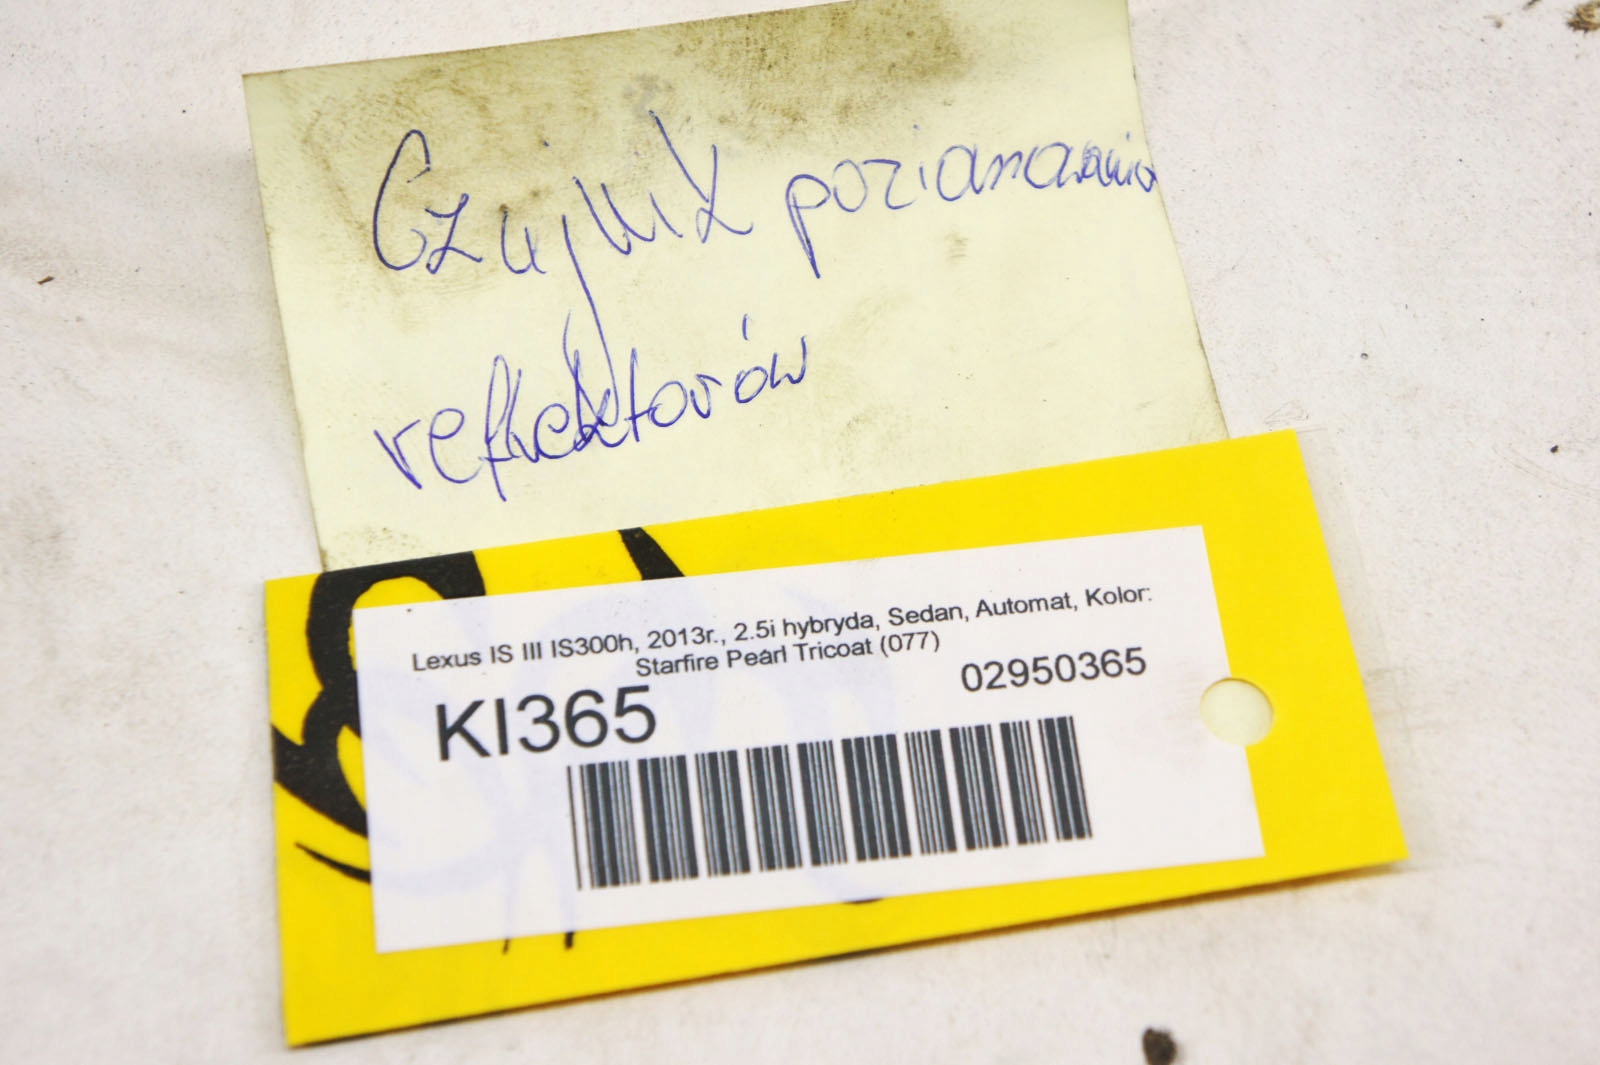 Czujnik pozianowania
reflektorów
Lexus IS III IS300h, 2013r., 2.5i hybryda, Sedan, Automat, Kolor:
Starfire Pearl Tricoat (077)
KI365
02950365